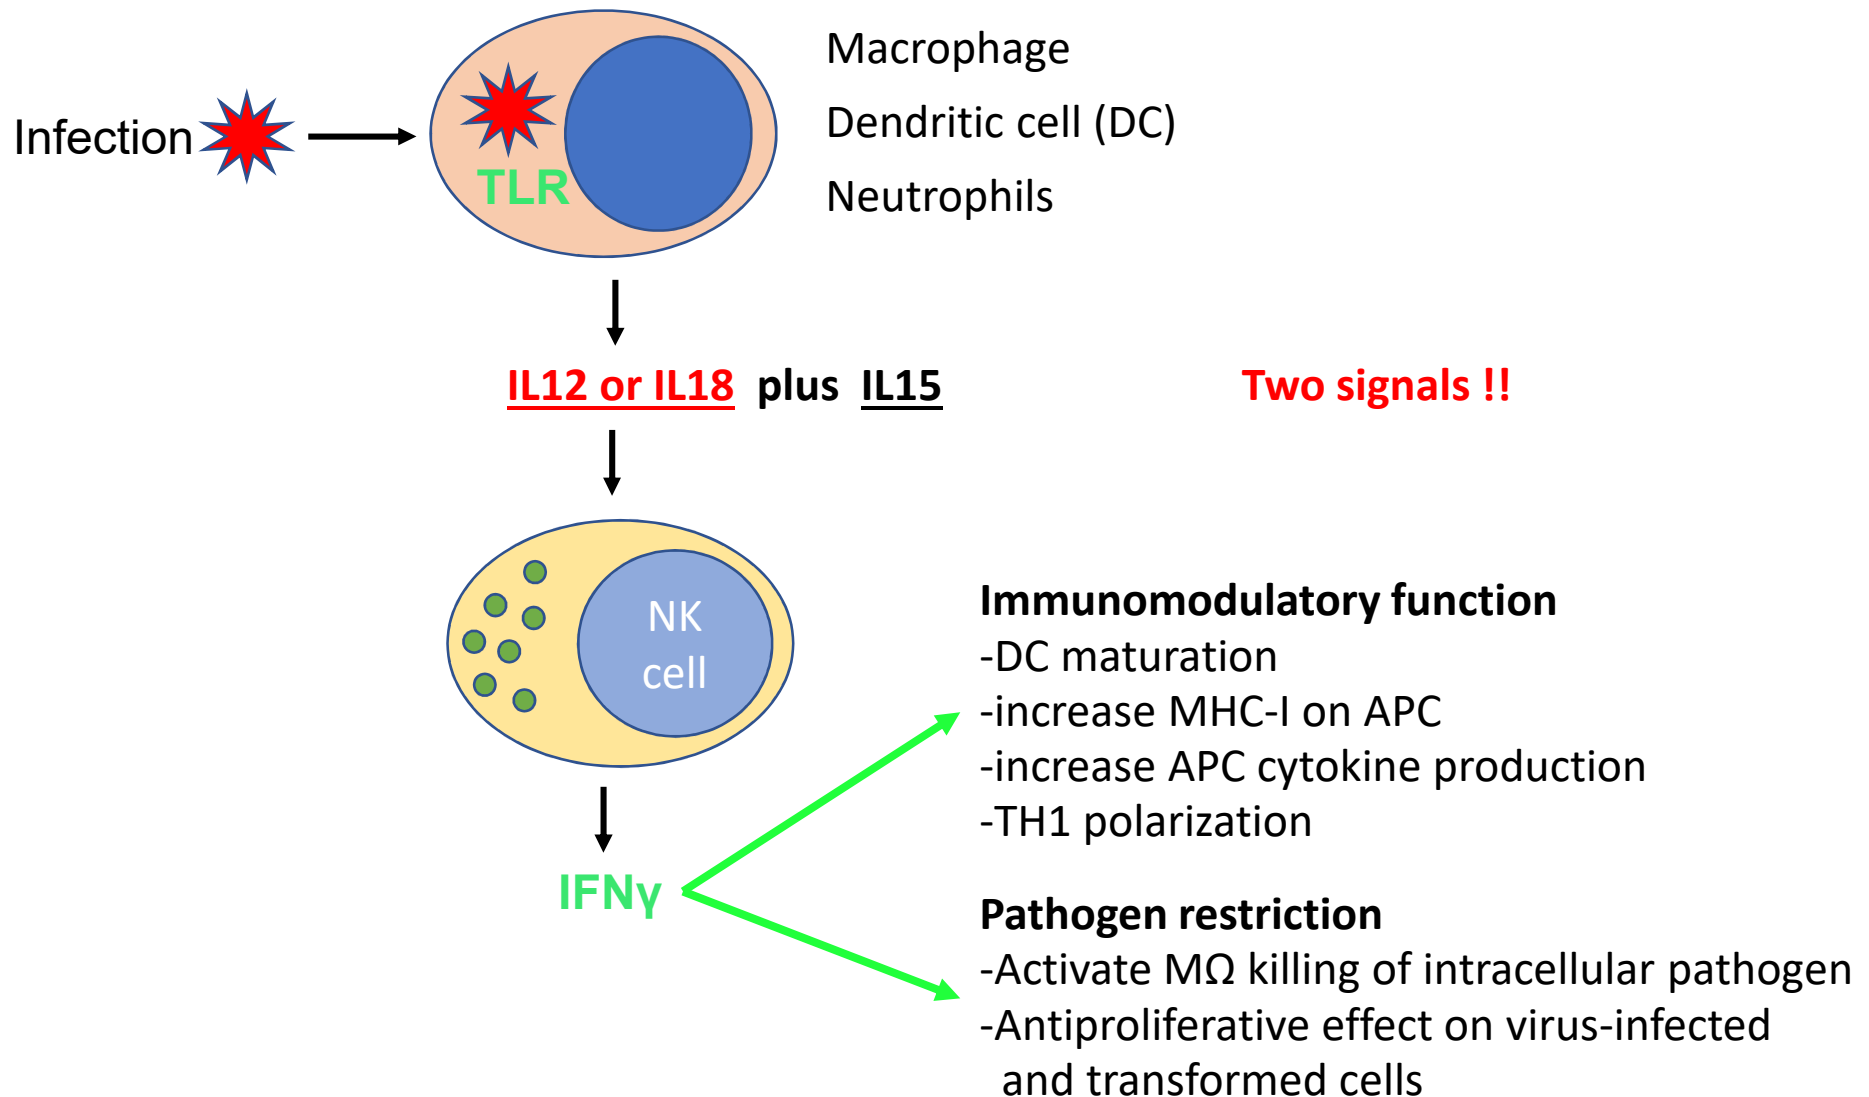 Macrophage
Infection
Dendritic cell (DC)
TLR
Neutrophils
IL12 or IL18 plus IL15
Two signals !!
NK
cell
Immunomodulatory function
-DC maturation
-increase MHC-I on APC
-increase APC cytokine production
-TH1 polarization
IFNγ
Pathogen restriction
-Activate MΩ killing of intracellular pathogen
-Antiproliferative effect on virus-infected
and transformed cells